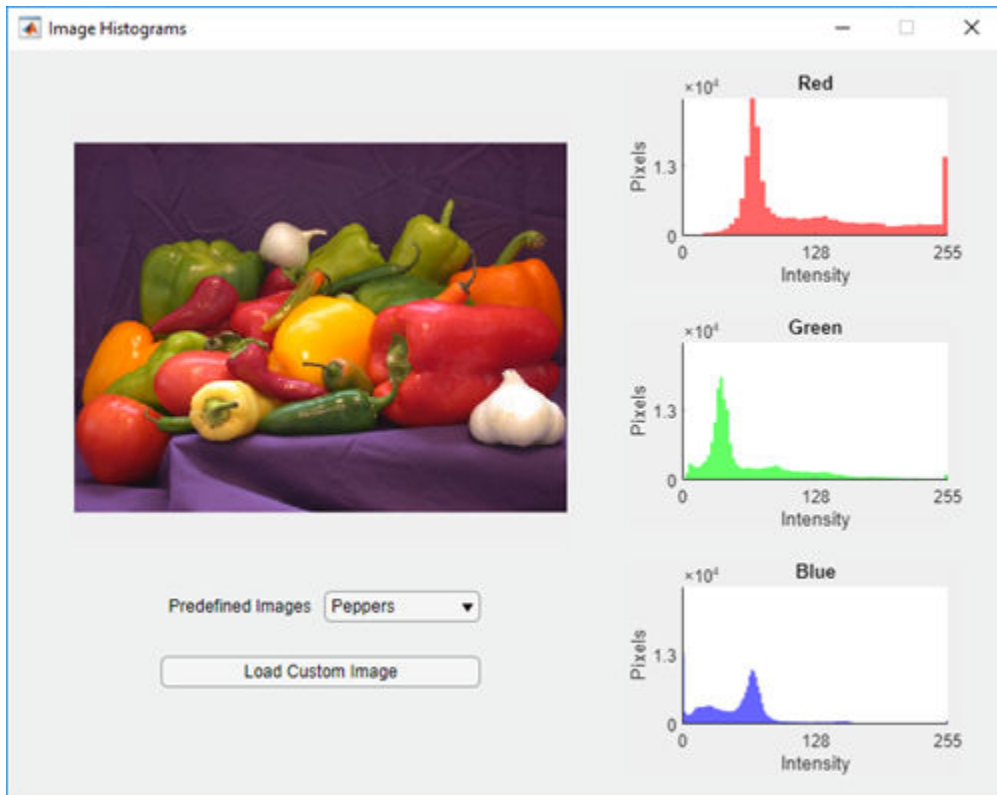 Image Histograms
Predefined Images Peppers
Load Custom Image
Red
×10⁴
Pixels
1.3
0
0 128 255
Intensity
Green
×10⁴
Pixels
1.3
0
0 128 255
Intensity
Blue
×10⁴
Pixels
1.3
0
0 128 255
Intensity